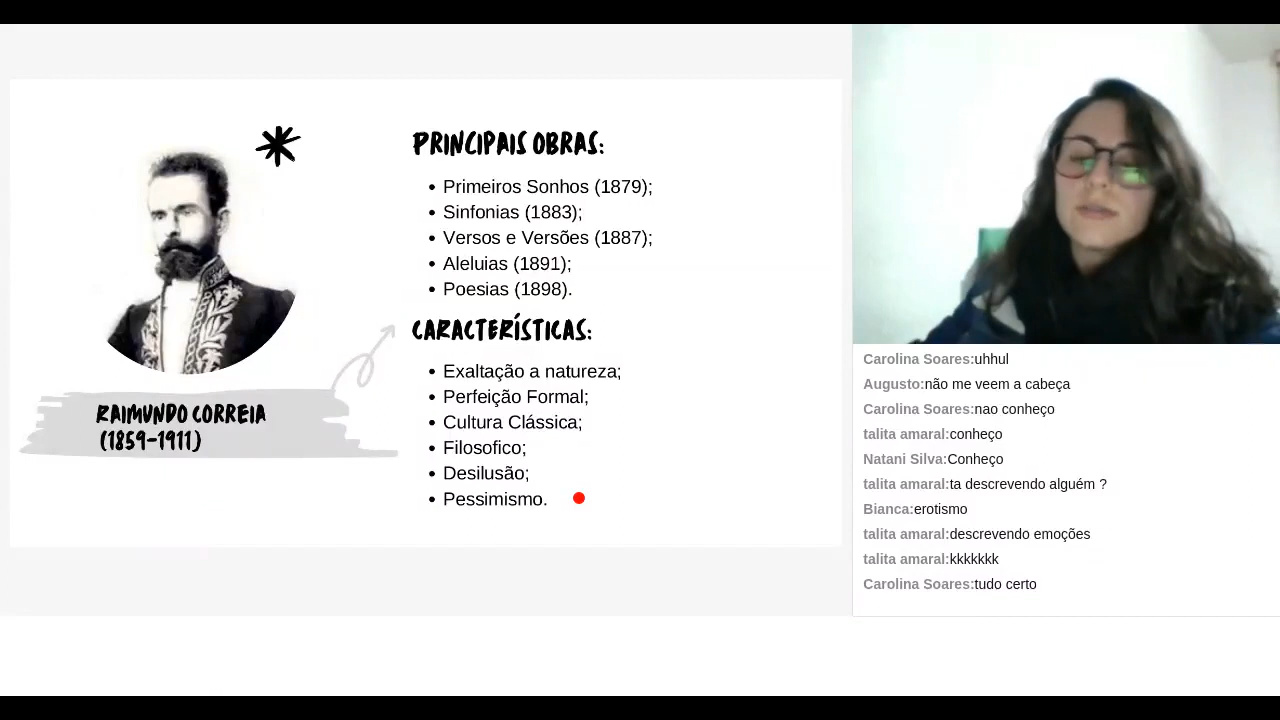 PRINCIPAIS OBRAS:
• Primeiros Sonhos (1879);
• Sinfonias (1883);
• Versos e Versões (1887);
• Aleluias (1891);
• Poesias (1898).
CARACTERÍSTICAS:
• Exaltação a natureza;
• Perfeição Formal;
• Cultura Clássica;
• Filosofico;
• Desilusão;
• Pessimismo.
RAIMUNDO CORREIA
(1859-1911)
Carolina Soares:uhhul
Augusto:não me veem a cabeça
Carolina Soares:nao conheço
talita amaral:conheço
Natani Silva:Conheço
talita amaral:ta descrevendo alguém ?
Bianca:erotismo
talita amaral:descrevendo emoções
talita amaral:kkkkkkk
Carolina Soares:tudo certo